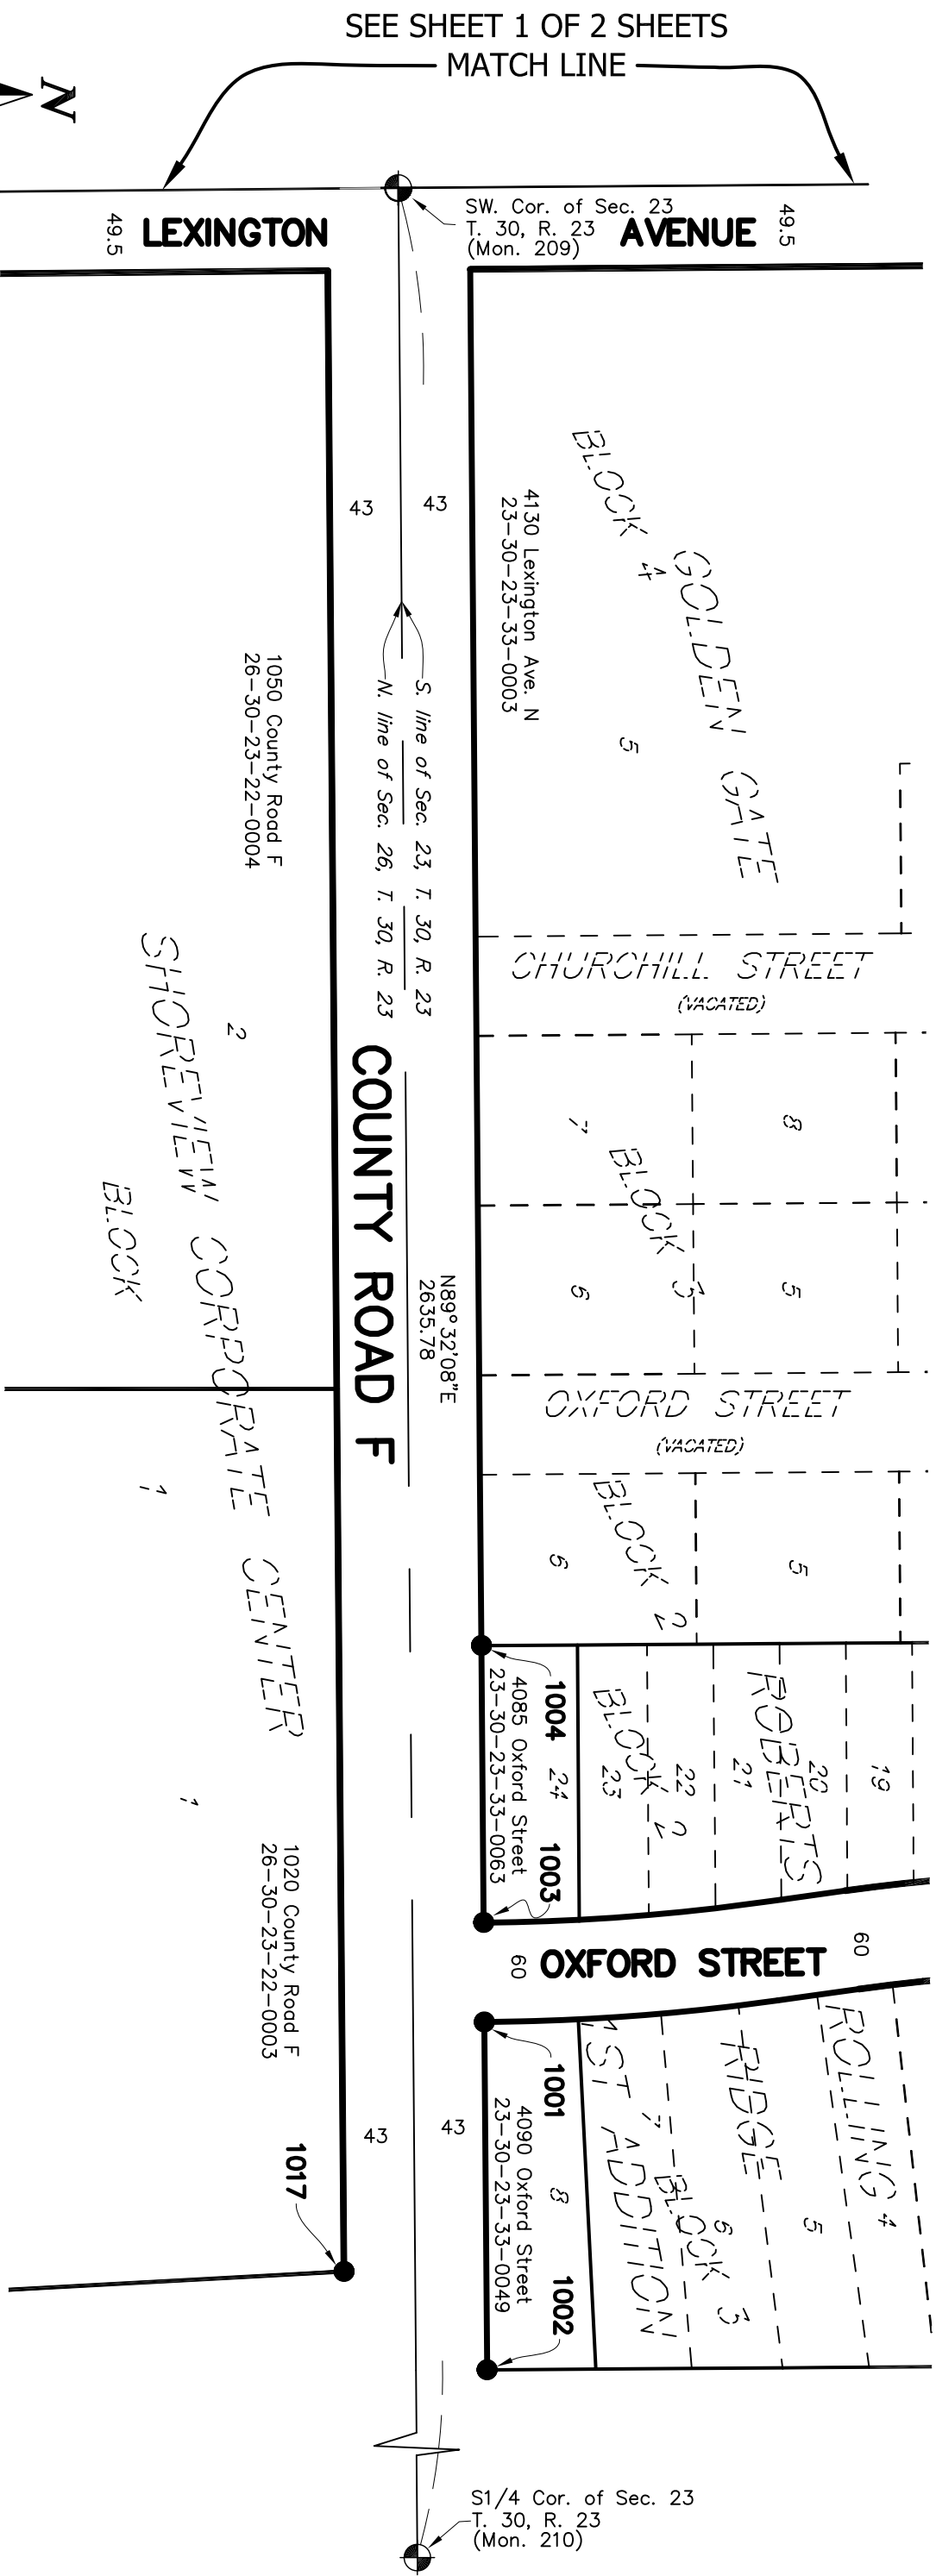 SEE SHEET 1 OF 2 SHEETS
MATCH LINE
N
SW. Cor. of Sec. 23
T. 30, R. 23
(Mon. 209)
49.5
LEXINGTON
AVENUE
49.5
43
43
4130 Lexington Ave. N
23-30-23-33-0003
BLOCK 4
GOLDEN GATE
5
S. line of Sec. 23, T. 30, R. 23
N. line of Sec. 26, T. 30, R. 23
1050 County Road F
26-30-23-22-0004
2
SHOREVIEW CORPORATE CENTER
BLOCK 1
CHURCHILL STREET
(VACATED)
8
7
BLOCK 3
5
6
COUNTY ROAD F
N89°32'08"E
2635.78
OXFORD STREET
(VACATED)
BLOCK 2
5
6
1
19
20
21
22
23
24
ROBERTS
BLOCK 2
1004
1003
4085 Oxford Street
23-30-23-33-0063
60
OXFORD STREET
60
1020 County Road F
26-30-23-22-0003
ROLLING
RIDGE
1ST ADDITION
4
5
6
7
8
BLOCK 3
1001
1002
4090 Oxford Street
23-30-23-33-0049
43
43
1017
S1/4 Cor. of Sec. 23
T. 30, R. 23
(Mon. 210)